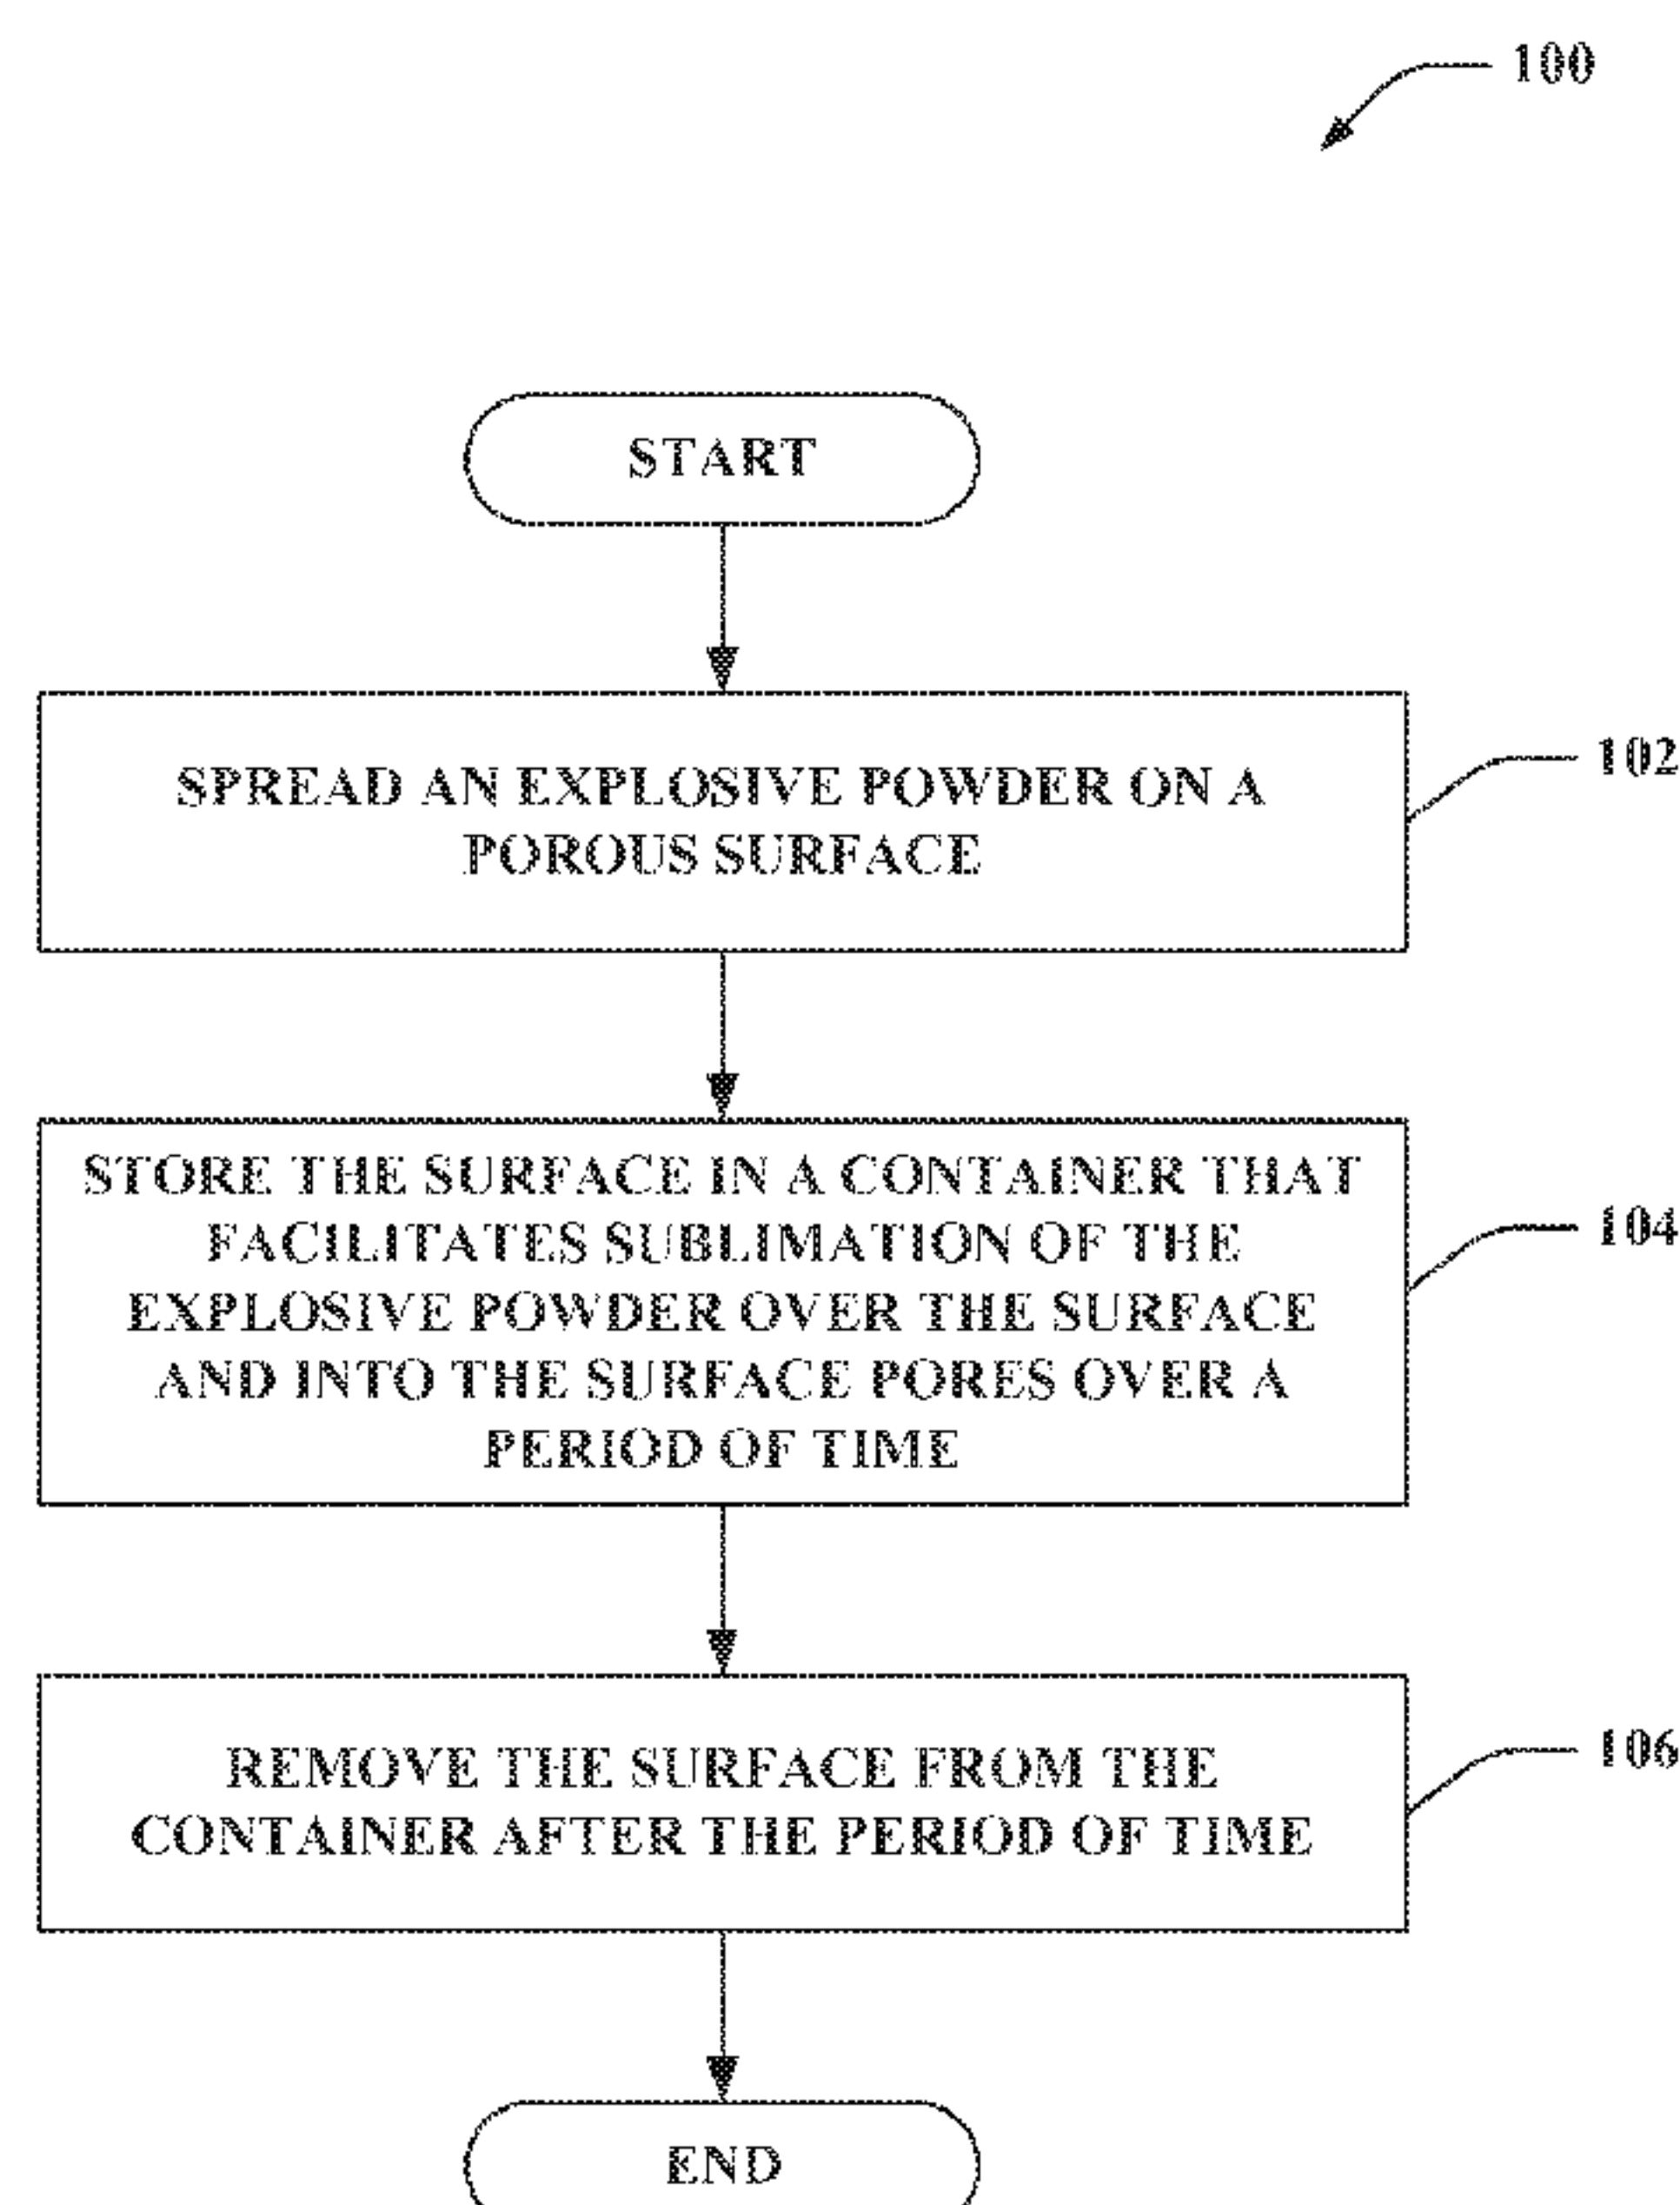 100
START
SPREAD AN EXPLOSIVE POWDER ON A
POROUS SURFACE
102
STORE THE SURFACE IN A CONTAINER THAT
FACILITATES SUBLIMATION OF THE
EXPLOSIVE POWDER OVER THE SURFACE
AND INTO THE SURFACE PORES OVER A
PERIOD OF TIME
104
REMOVE THE SURFACE FROM THE
CONTAINER AFTER THE PERIOD OF TIME
106
END